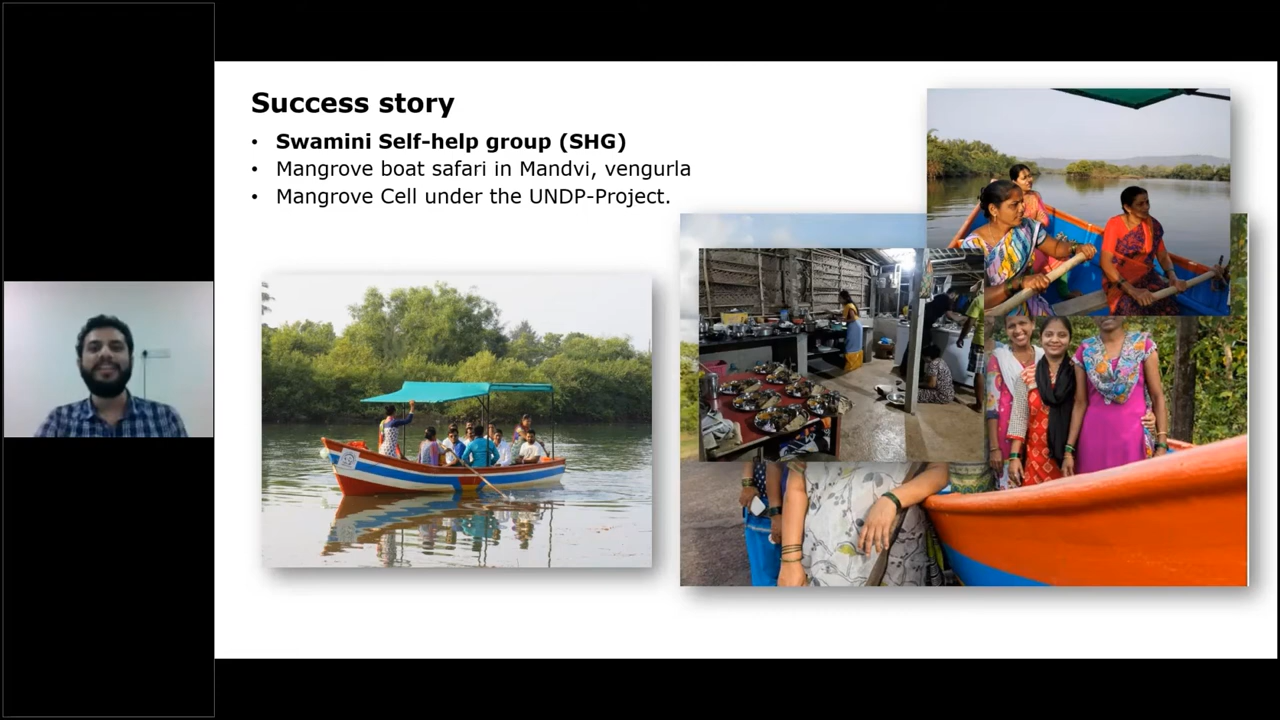 Success story
• Swamini Self-help group (SHG)
• Mangrove boat safari in Mandvi, vengurla
• Mangrove Cell under the UNDP-Project.